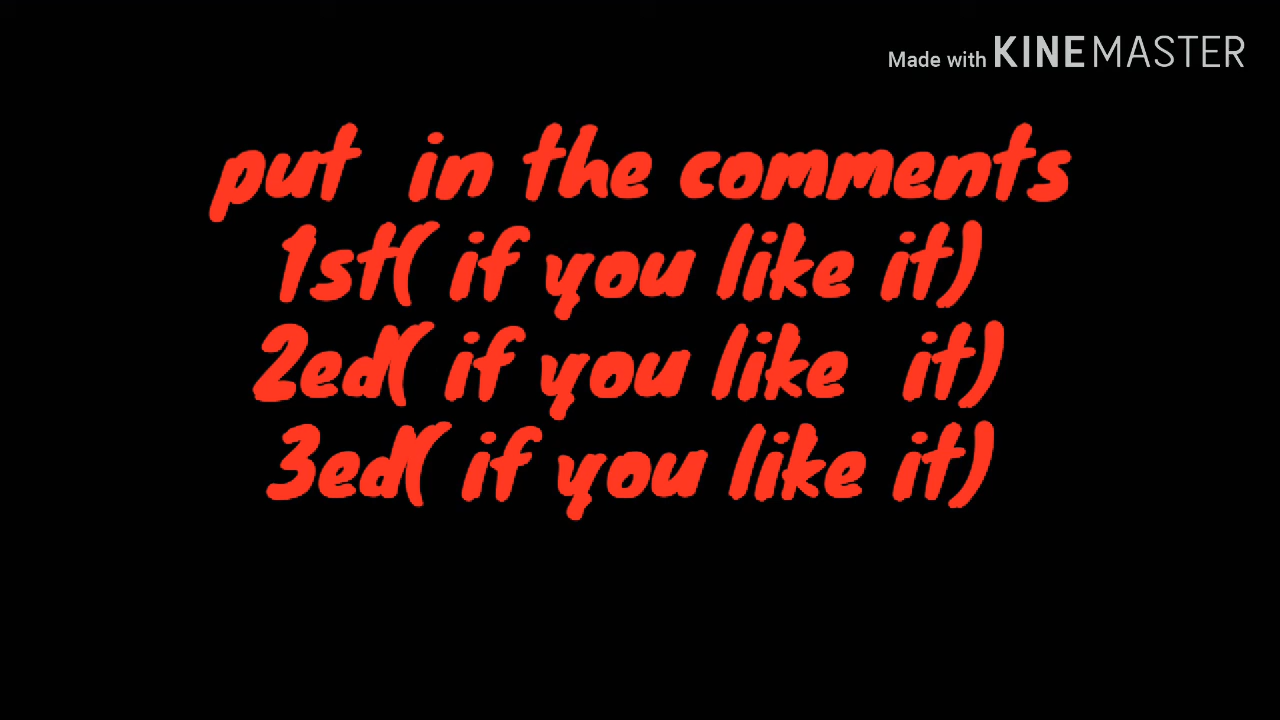 Made with KINEMASTER
put in the comments
1st( if you like it)
2ed( if you like it)
3ed( if you like it)